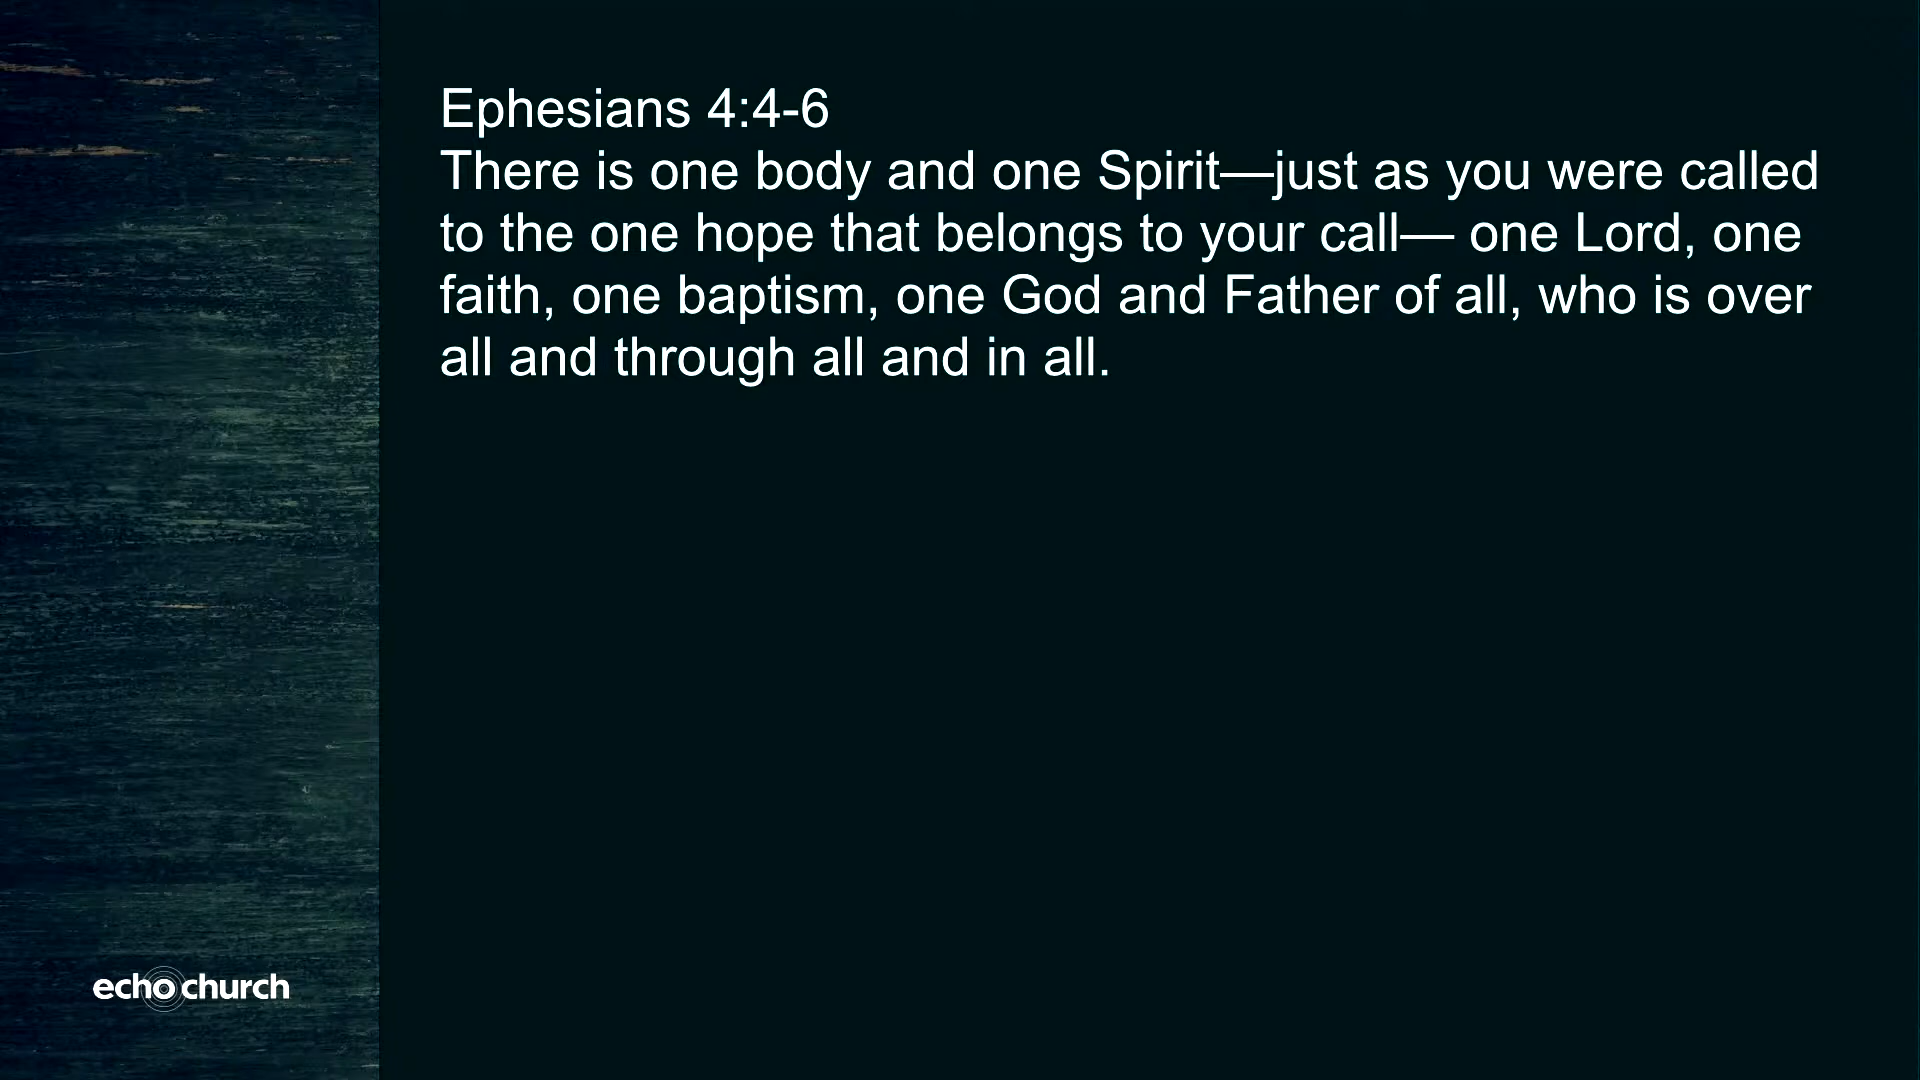 Ephesians 4:4-6
There is one body and one Spirit—just as you were called
to the one hope that belongs to your call— one Lord, one
faith, one baptism, one God and Father of all, who is over
all and through all and in all.
echo church